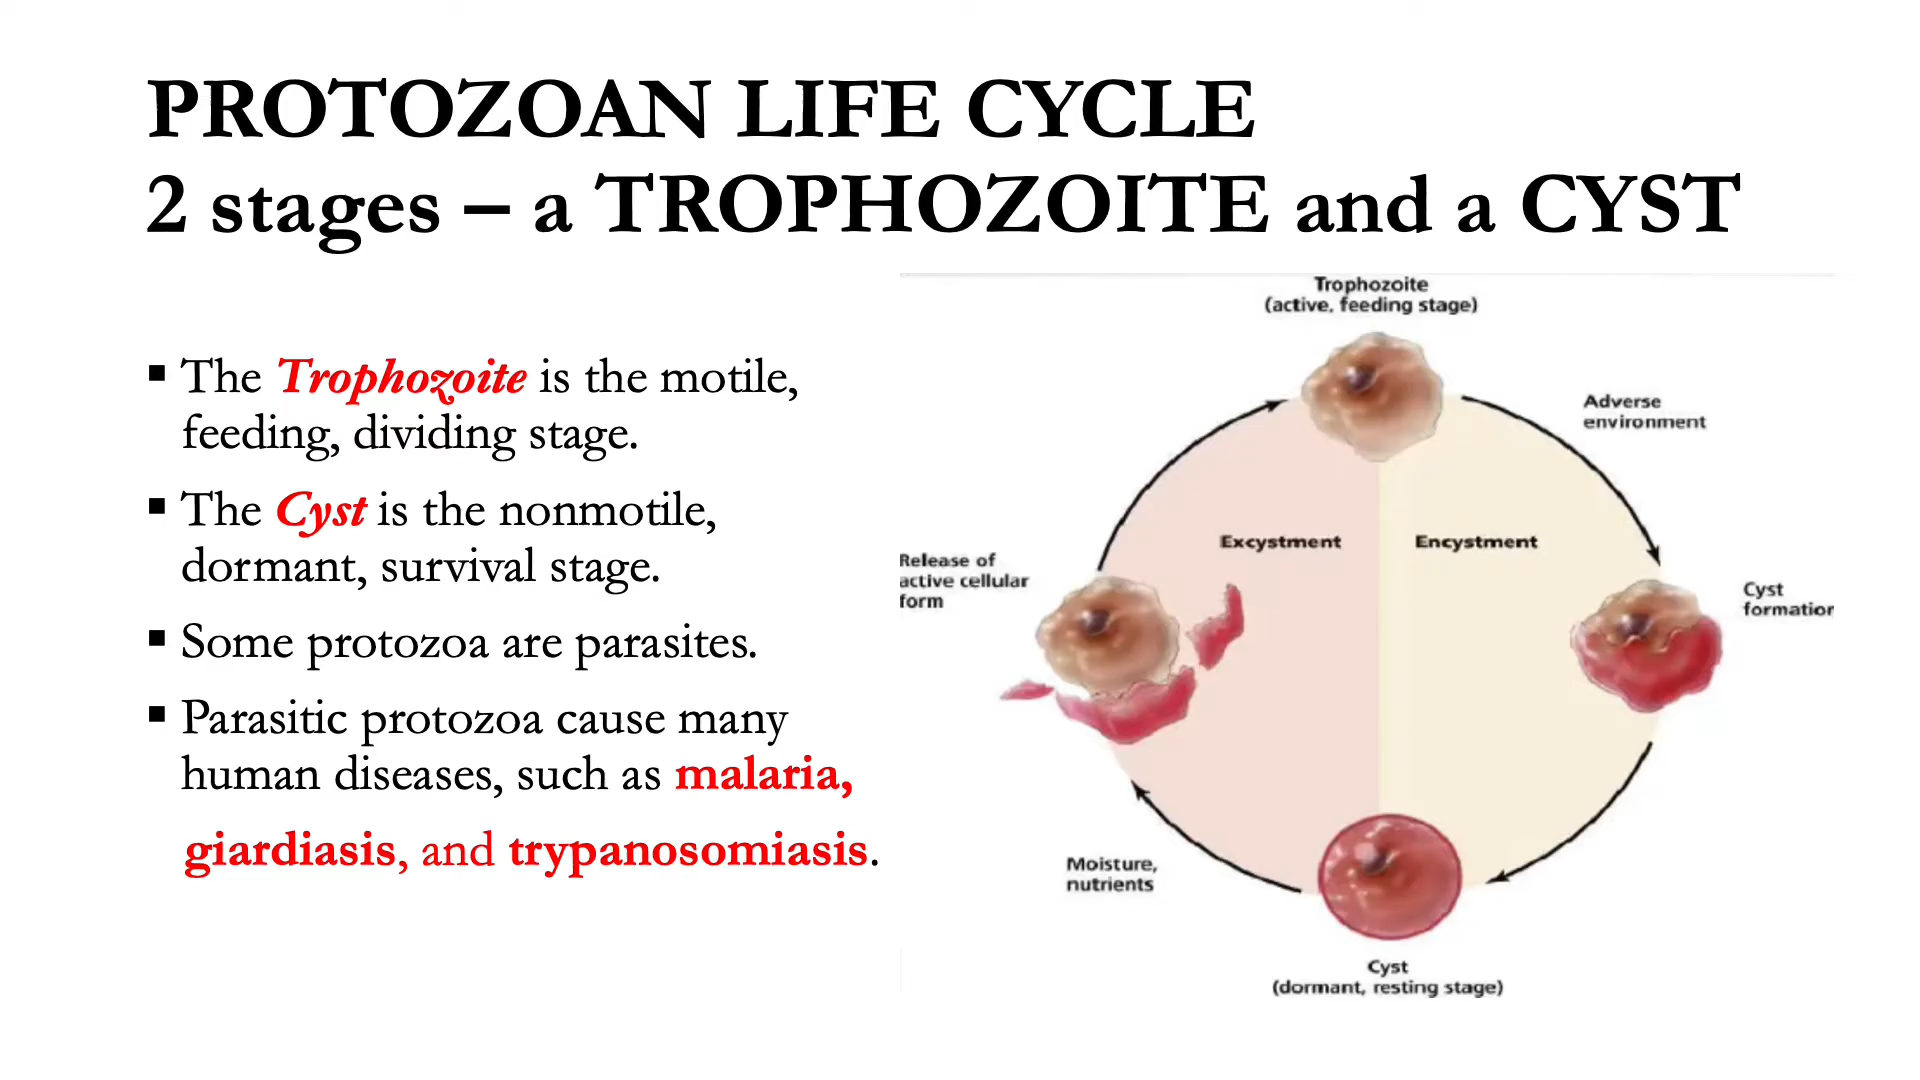 PROTOZOAN LIFE CYCLE
2 stages – a TROPHOZOITE and a CYST
▪ The Trophozoite is the motile,
feeding, dividing stage.
▪ The Cyst is the nonmotile,
dormant, survival stage.
▪ Some protozoa are parasites.
▪ Parasitic protozoa cause many
human diseases, such as malaria,
giardiasis, and trypanosomiasis.
Trophozoite
(active, feeding stage)
Adverse
environment
Excystment
Encystment
Release of
active cellular
form
Cyst
formation
Moisture,
nutrients
Cyst
(dormant, resting stage)